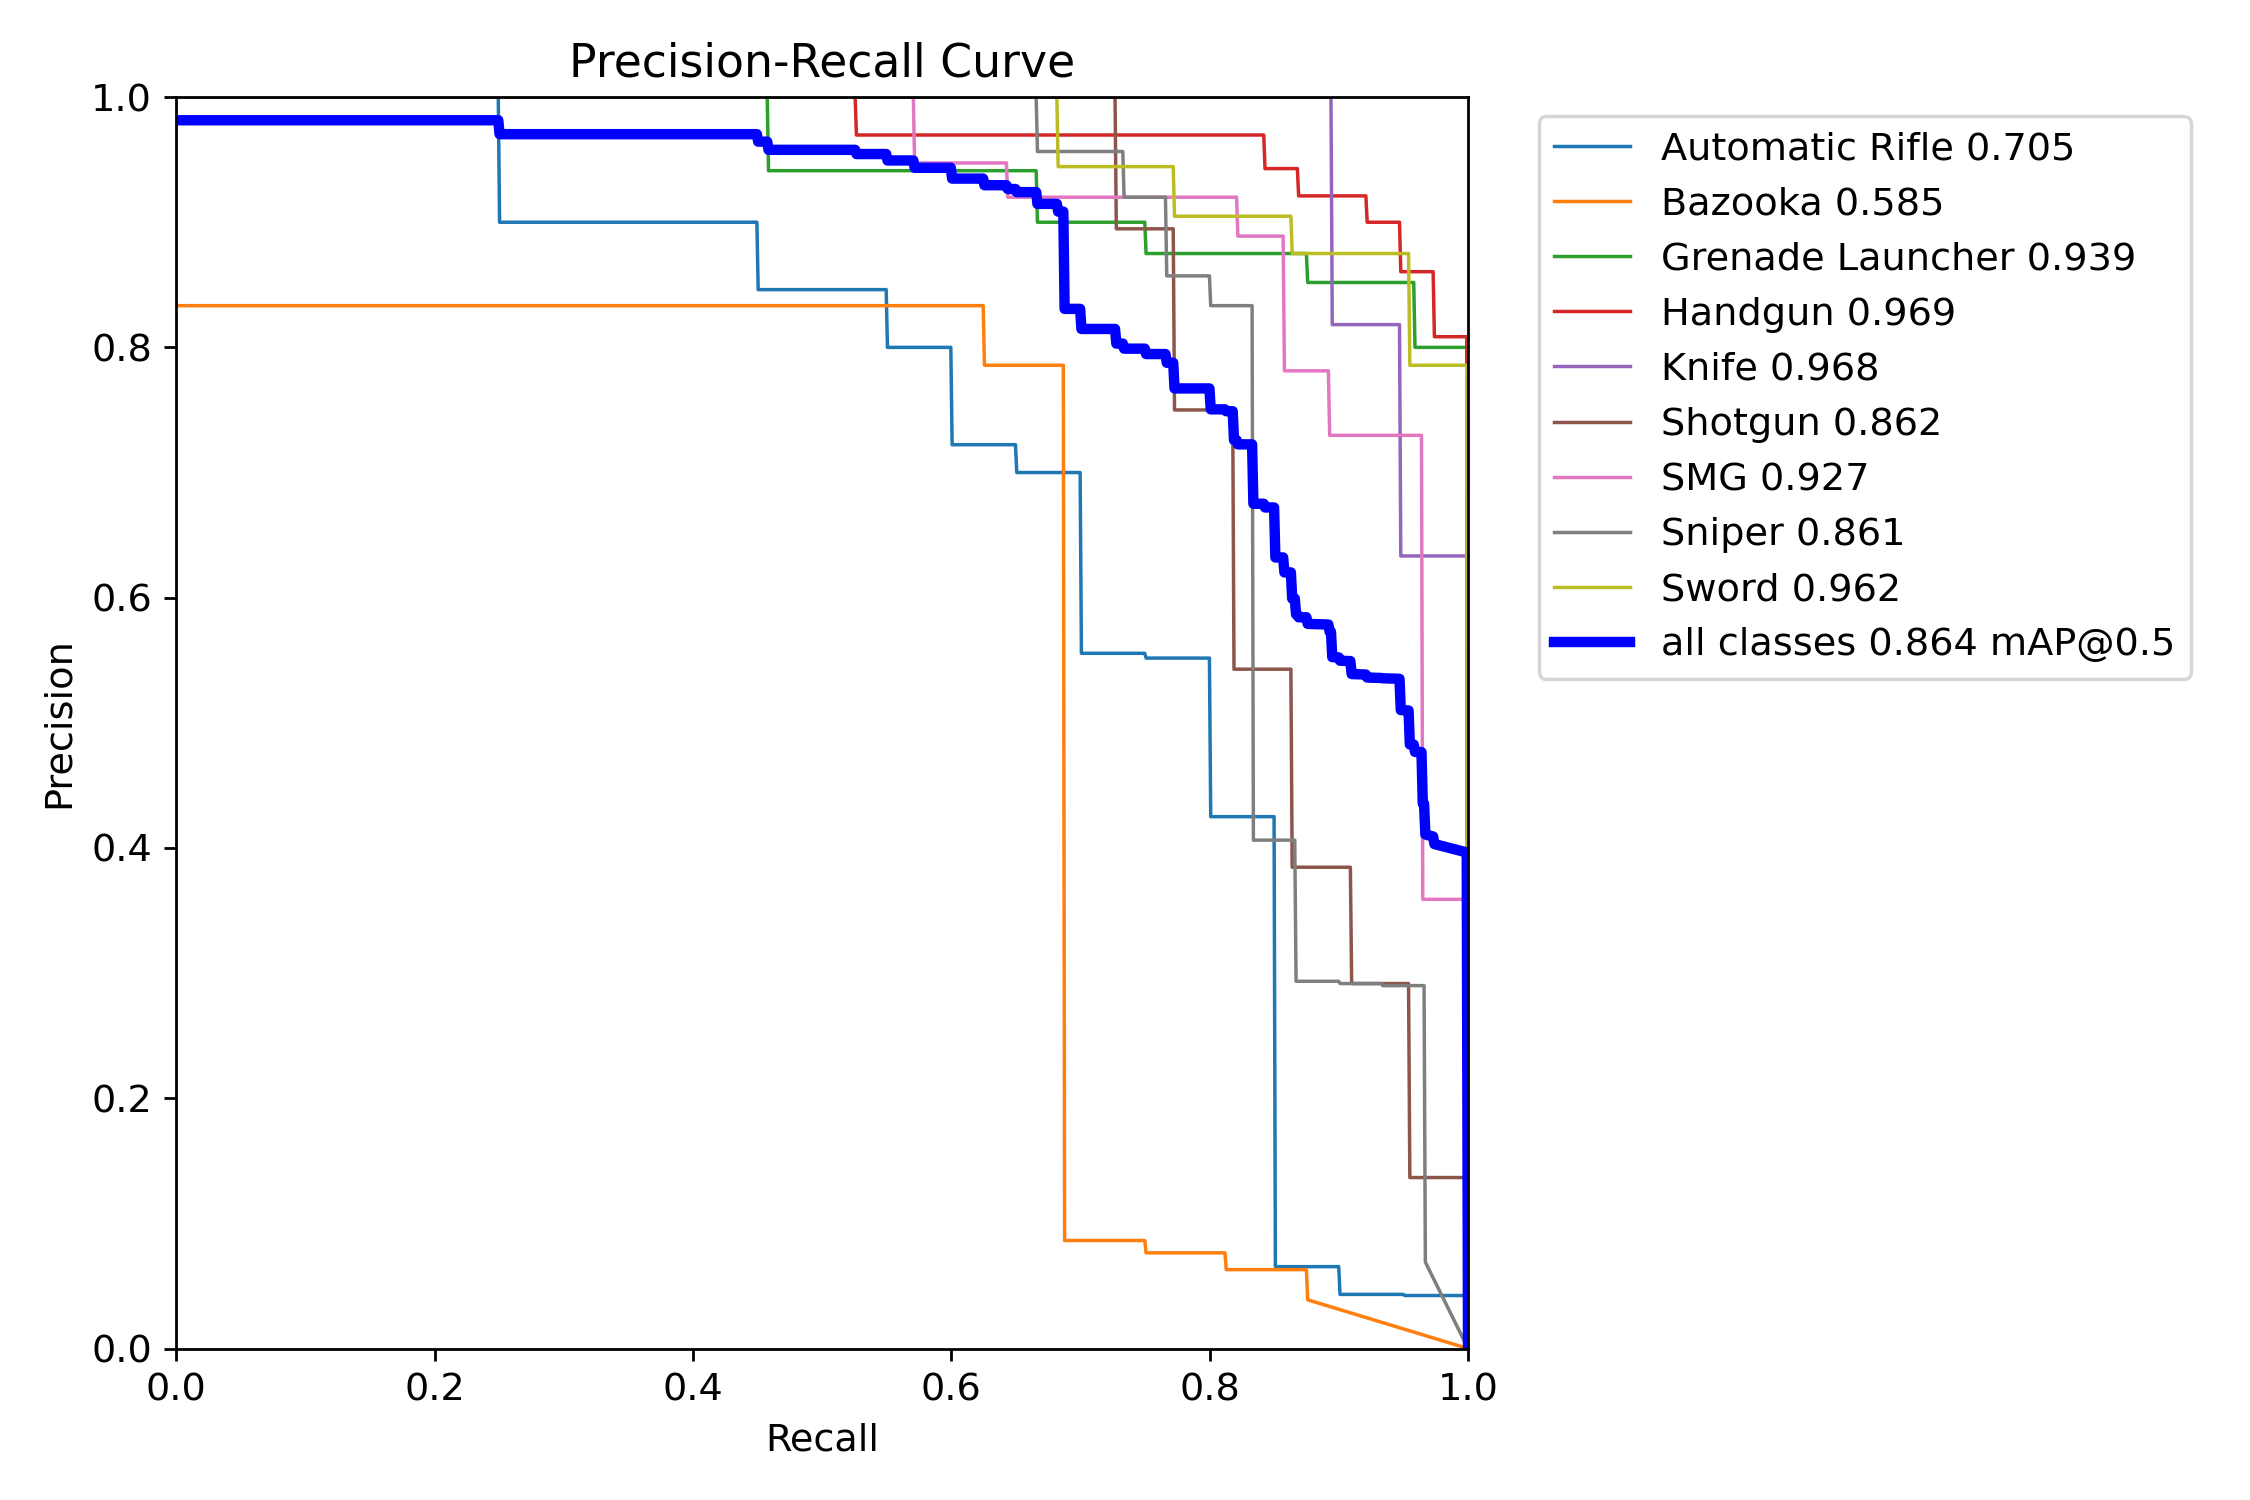 Precision-Recall Curve
1.0
0.8
0.6
0.4
0.2
0.0
Precision
0.0 0.2 0.4 0.6 0.8 1.0
Recall
Automatic Rifle 0.705
Bazooka 0.585
Grenade Launcher 0.939
Handgun 0.969
Knife 0.968
Shotgun 0.862
SMG 0.927
Sniper 0.861
Sword 0.962
all classes 0.864 mAP@0.5